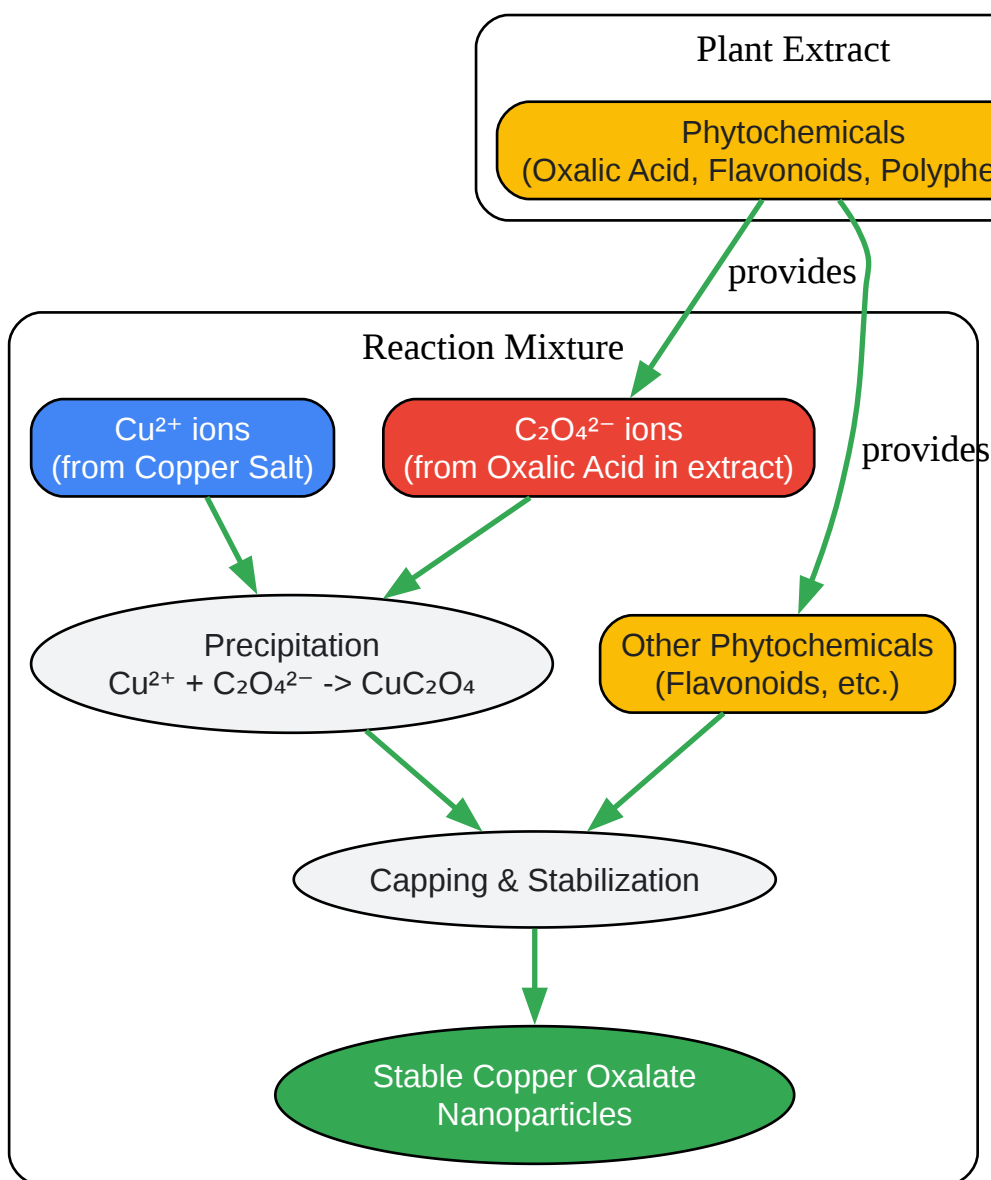 Plant Extract
Phytochemicals
(Oxalic Acid, Flavonoids, Polyphe
provides
Reaction Mixture
Cu²⁺ ions
(from Copper Salt)
C₂O₄²⁻ ions
(from Oxalic Acid in extract)
provides
Precipitation
Cu²⁺ + C₂O₄²⁻ -> CuC₂O₄
Other Phytochemicals
(Flavonoids, etc.)
Capping & Stabilization
Stable Copper Oxalate
Nanoparticles